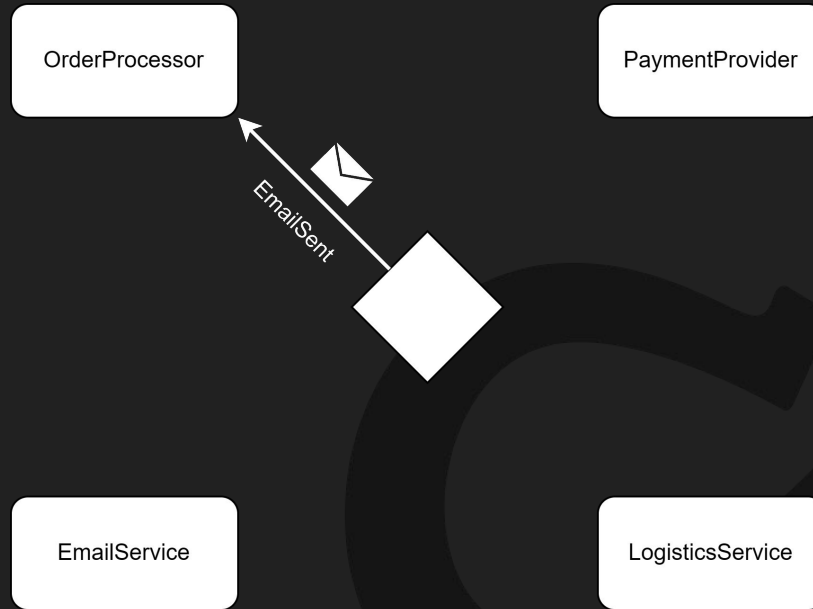 OrderProcessor
PaymentProvider
EmailSent
EmailService
LogisticsService